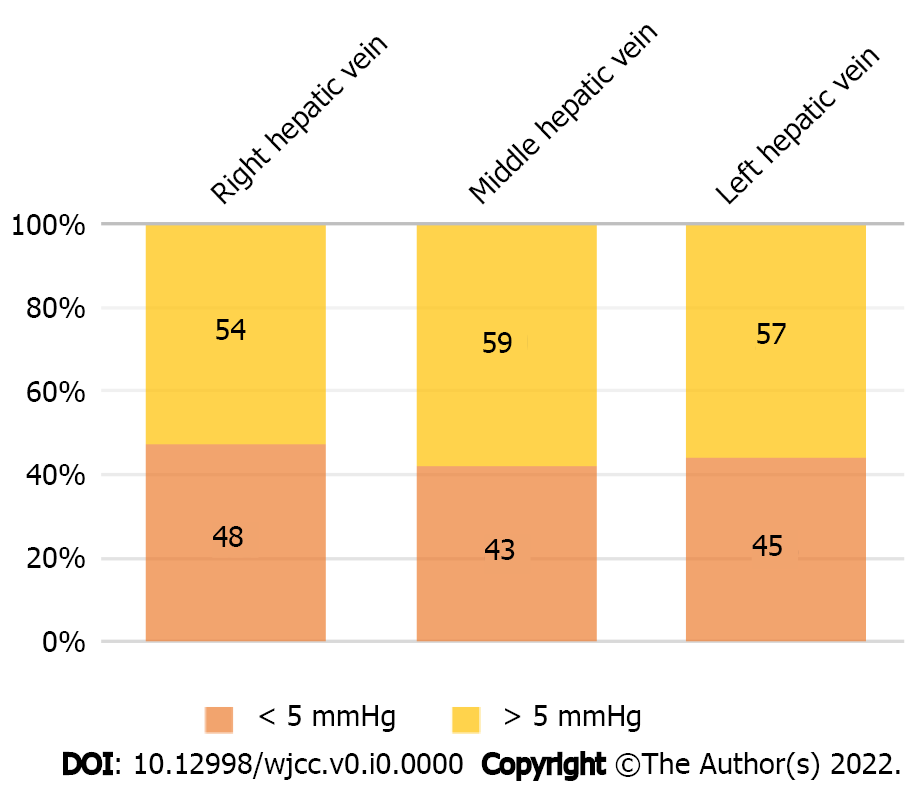 Right hepatic vein
Middle hepatic vein
Left hepatic vein
100%
80%
60%
40%
20%
0%
54
59
57
48
43
45
< 5 mmHg
> 5 mmHg
DOI: 10.12998/wjcc.v0.i0.0000 Copyright ©The Author(s) 2022.